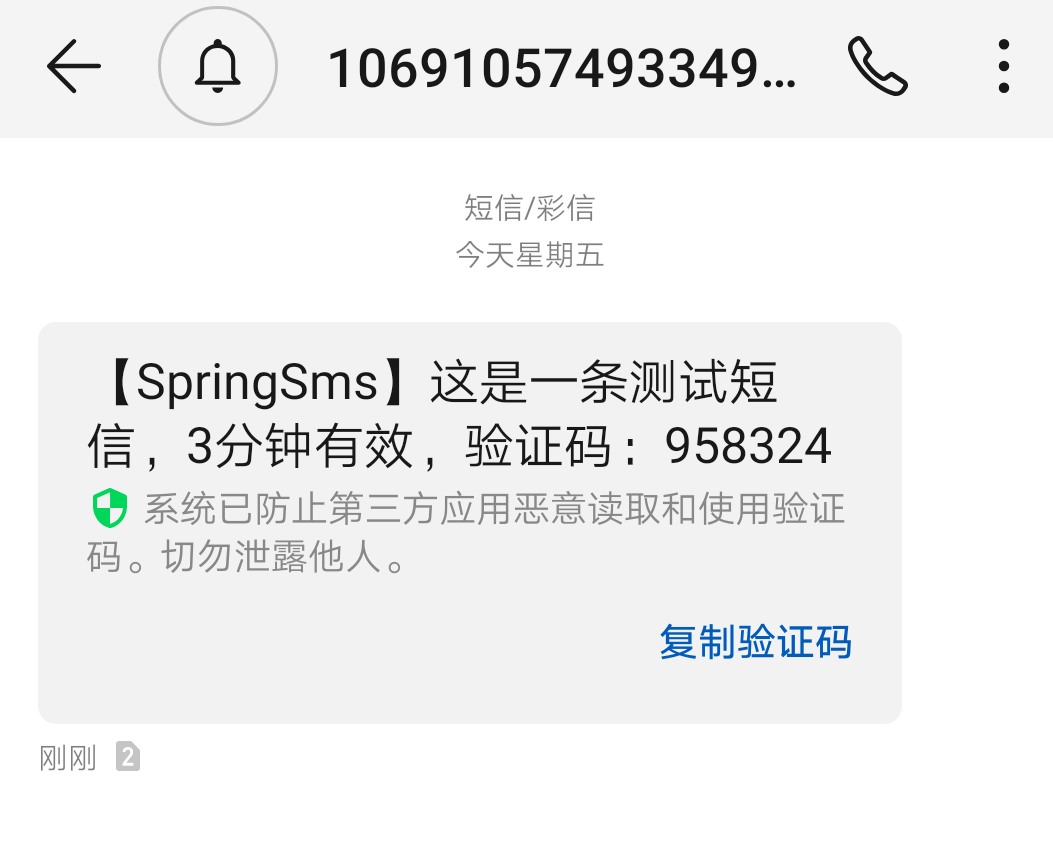 10691057493349...
短信/彩信
今天星期五
【SpringSms】这是一条测试短
信，3分钟有效，验证码：958324
系统已防止第三方应用恶意读取和使用验证
码。切勿泄露他人。
复制验证码
刚刚 2